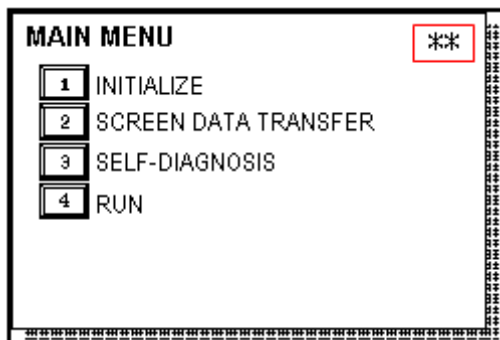 MAIN MENU **
1 INITIALIZE
2 SCREEN DATA TRANSFER
3 SELF-DIAGNOSIS
4 RUN